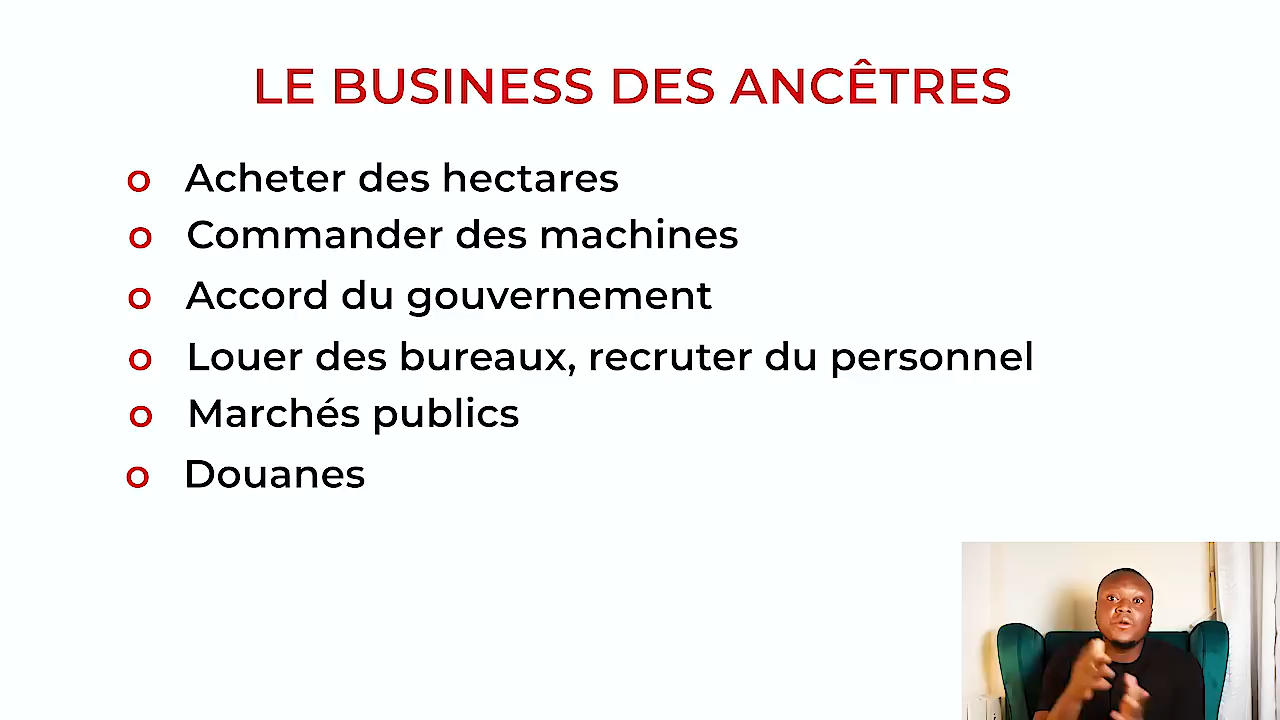 LE BUSINESS DES ANCÊTRES
o Acheter des hectares
o Commander des machines
o Accord du gouvernement
o Louer des bureaux, recruter du personnel
o Marchés publics
o Douanes